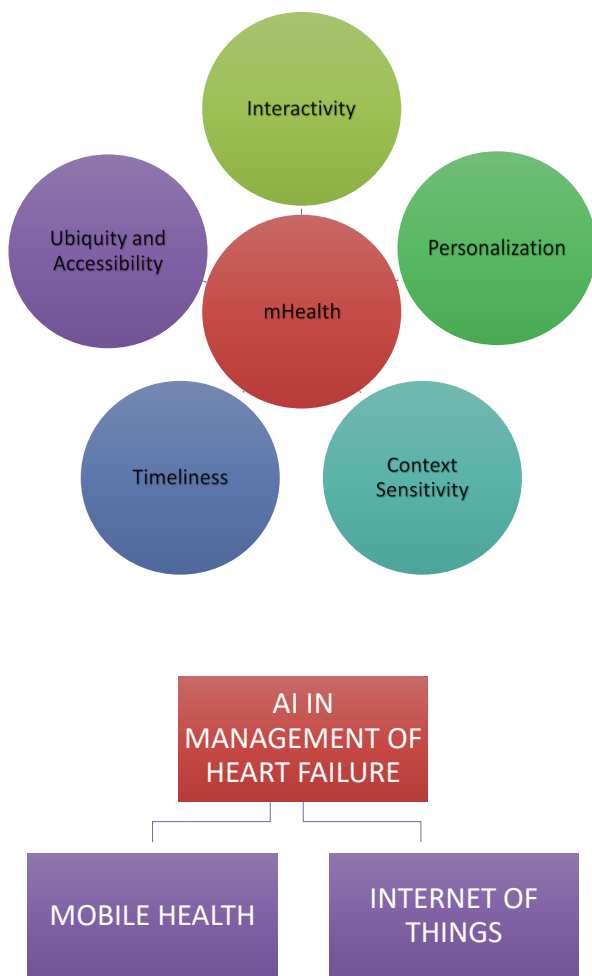 Interactivity
Ubiquity and
Accessibility
Personalization
mHealth
Timeliness
Context
Sensitivity
AI IN
MANAGEMENT OF
HEART FAILURE
MOBILE HEALTH
INTERNET OF
THINGS